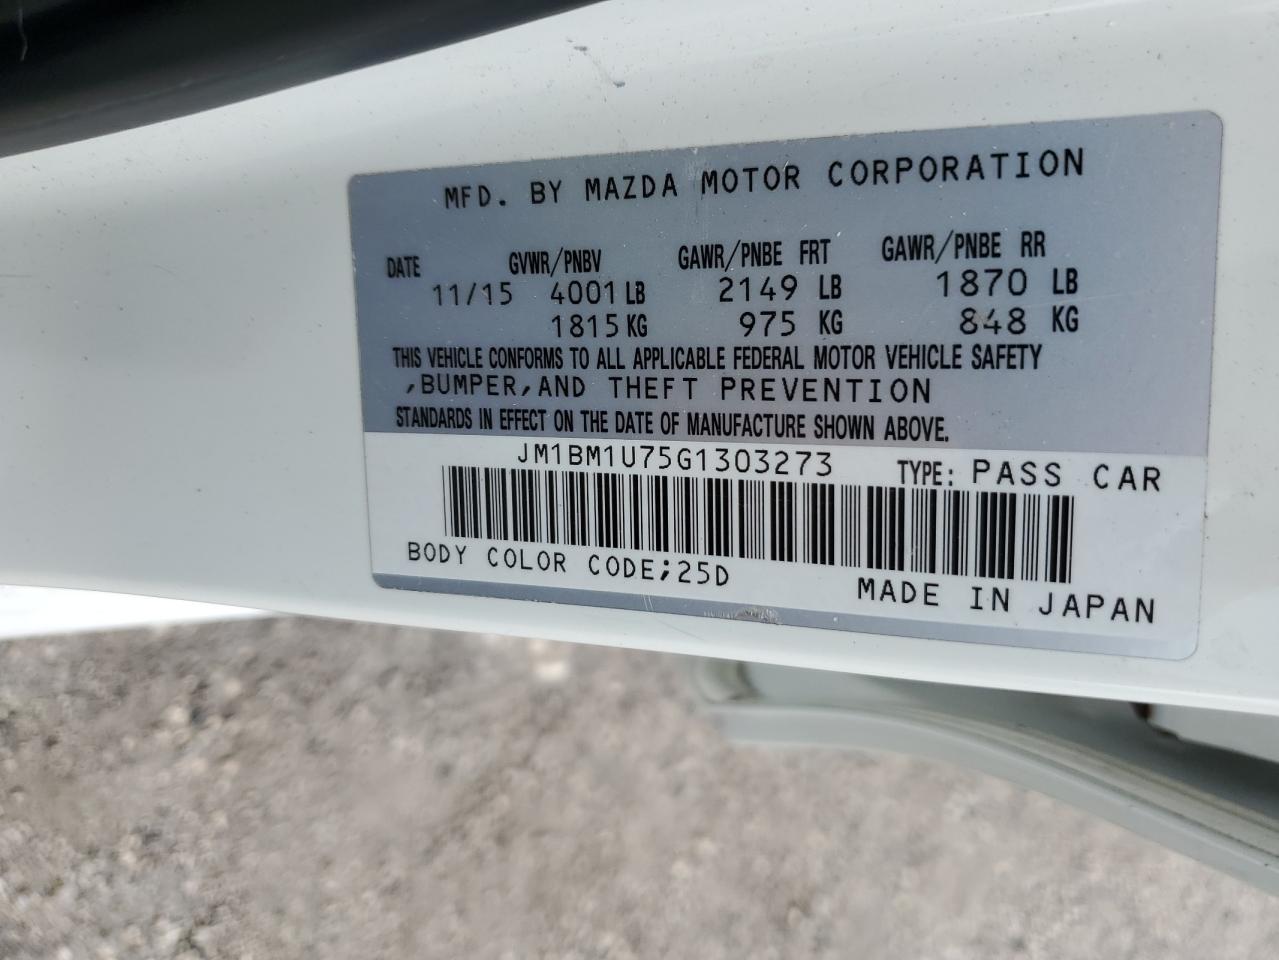 MFD. BY MAZDA MOTOR CORPORATION
DATE GVWR/PNBV GAWR/PNBE FRT GAWR/PNBE RR
11/15 4001 LB 2149 LB 1870 LB
1815 KG 975 KG 848 KG
THIS VEHICLE CONFORMS TO ALL APPLICABLE FEDERAL MOTOR VEHICLE SAFETY
,BUMPER,AND THEFT PREVENTION
STANDARDS IN EFFECT ON THE DATE OF MANUFACTURE SHOWN ABOVE.
JM1BM1U75G1303273 TYPE: PASS CAR
BODY COLOR CODE;25D MADE IN JAPAN